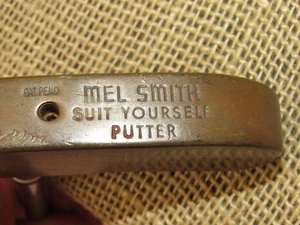 PAT PEND
MEL SMITH
SUIT YOURSELF
PUTTER